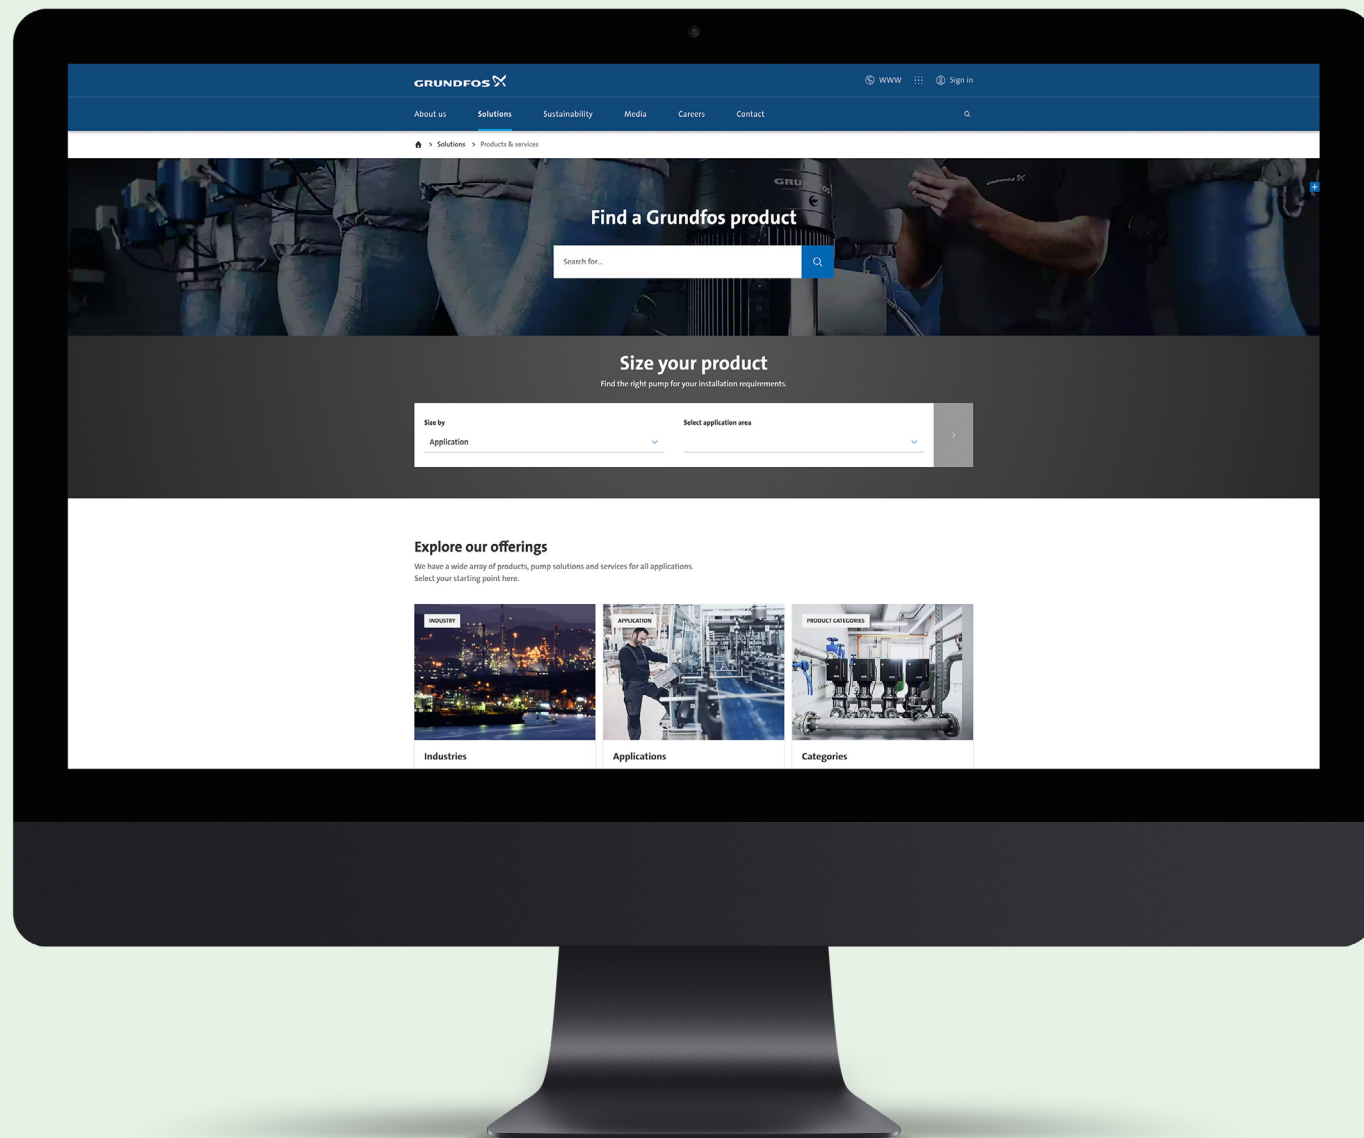 GRUNDFOS
WWW
Sign in
About us Solutions Sustainability Media Careers Contact
> Solutions > Products & services
GRU
os
Find a Grundfos product
Search for...
Size your product
Find the right pump for your installation requirements.
Size by
Application
Select application area
Explore our offerings
We have a wide array of products, pump solutions and services for all applications.
Select your starting point here.
INDUSTRY
APPLICATION
PRODUCT CATEGORIES
Industries
Applications
Categories